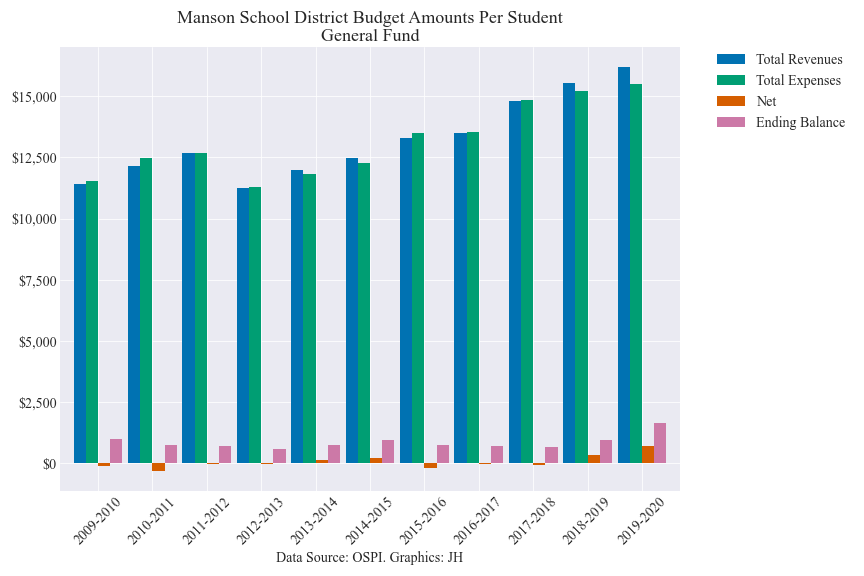 Manson School District Budget Amounts Per Student
General Fund
Total Revenues
Total Expenses
Net
Ending Balance
$15,000
$12,500
$10,000
$7,500
$5,000
$2,500
$0
2009-2010
2010-2011
2011-2012
2012-2013
2013-2014
2014-2015
2015-2016
2016-2017
2017-2018
2018-2019
2019-2020
Data Source: OSPI. Graphics: JH